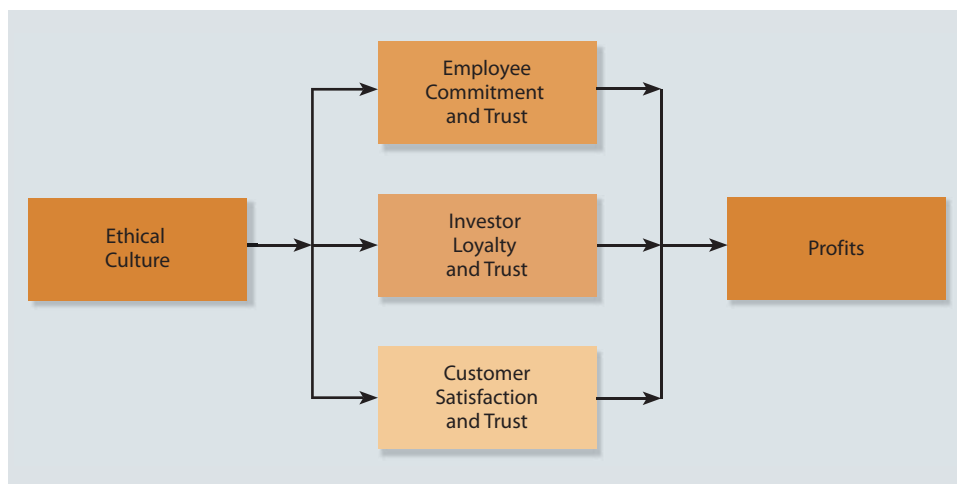 Employee
Commitment
and Trust
Ethical
Culture
Investor
Loyalty
and Trust
Profits
Customer
Satisfaction
and Trust